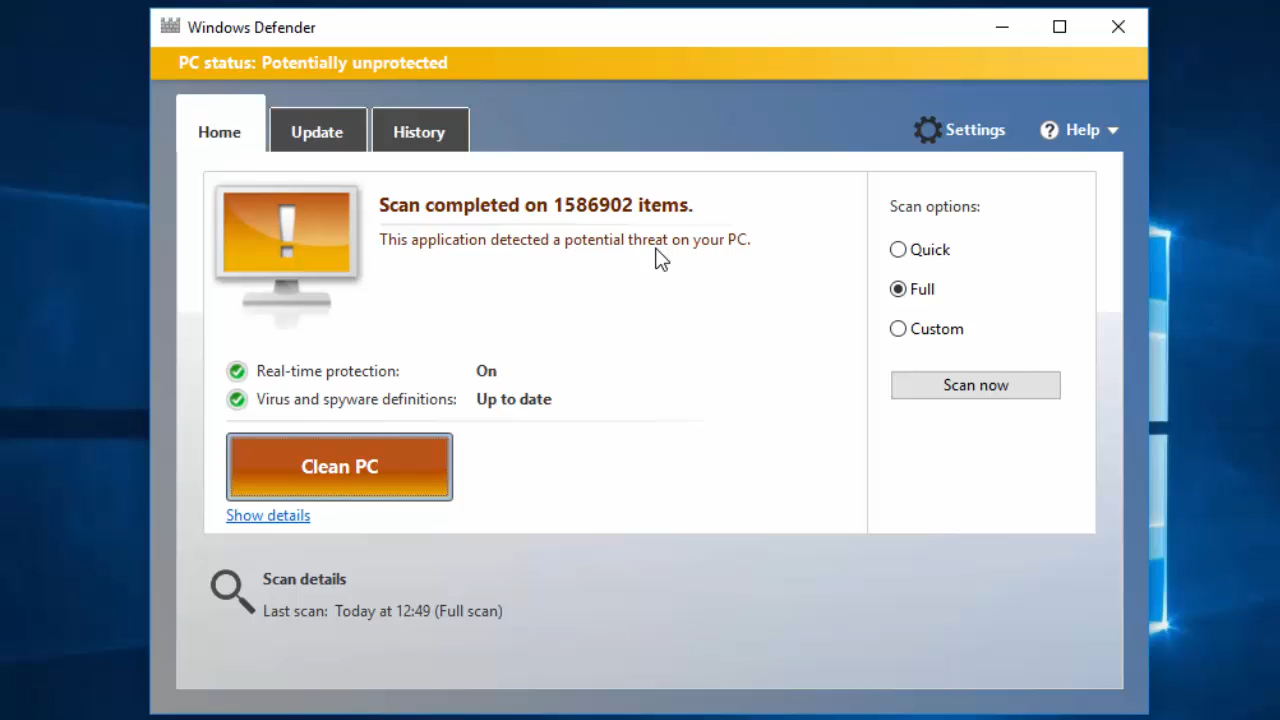 Windows Defender
PC status: Potentially unprotected
Home
Update
History
Settings
? Help
Scan completed on 1586902 items.
This application detected a potential threat on your PC.
!
Real-time protection: On
Virus and spyware definitions: Up to date
Clean PC
Show details
Scan options:
Quick
Full
Custom
Scan now
Scan details
Last scan: Today at 12:49 (Full scan)